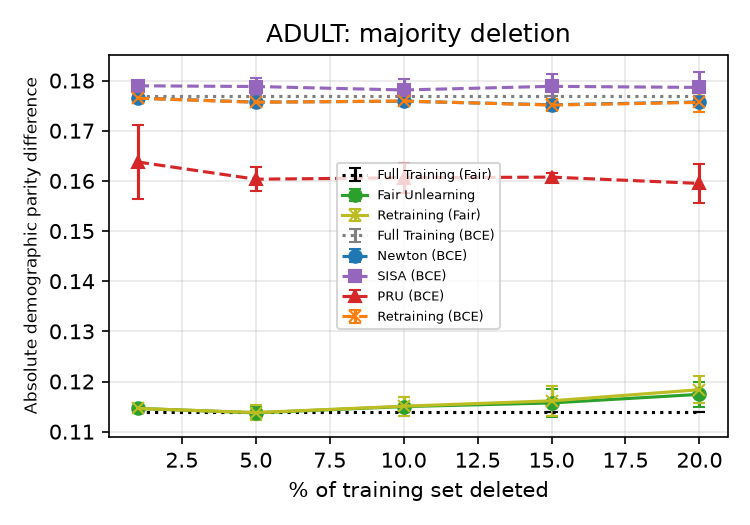 ADULT: majority deletion
Absolute demographic parity difference
0.18
0.17
0.16
0.15
0.14
0.13
0.12
0.11
Full Training (Fair)
Fair Unlearning
Retraining (Fair)
Full Training (BCE)
Newton (BCE)
SISA (BCE)
PRU (BCE)
Retraining (BCE)
2.5 5.0 7.5 10.0 12.5 15.0 17.5 20.0
% of training set deleted